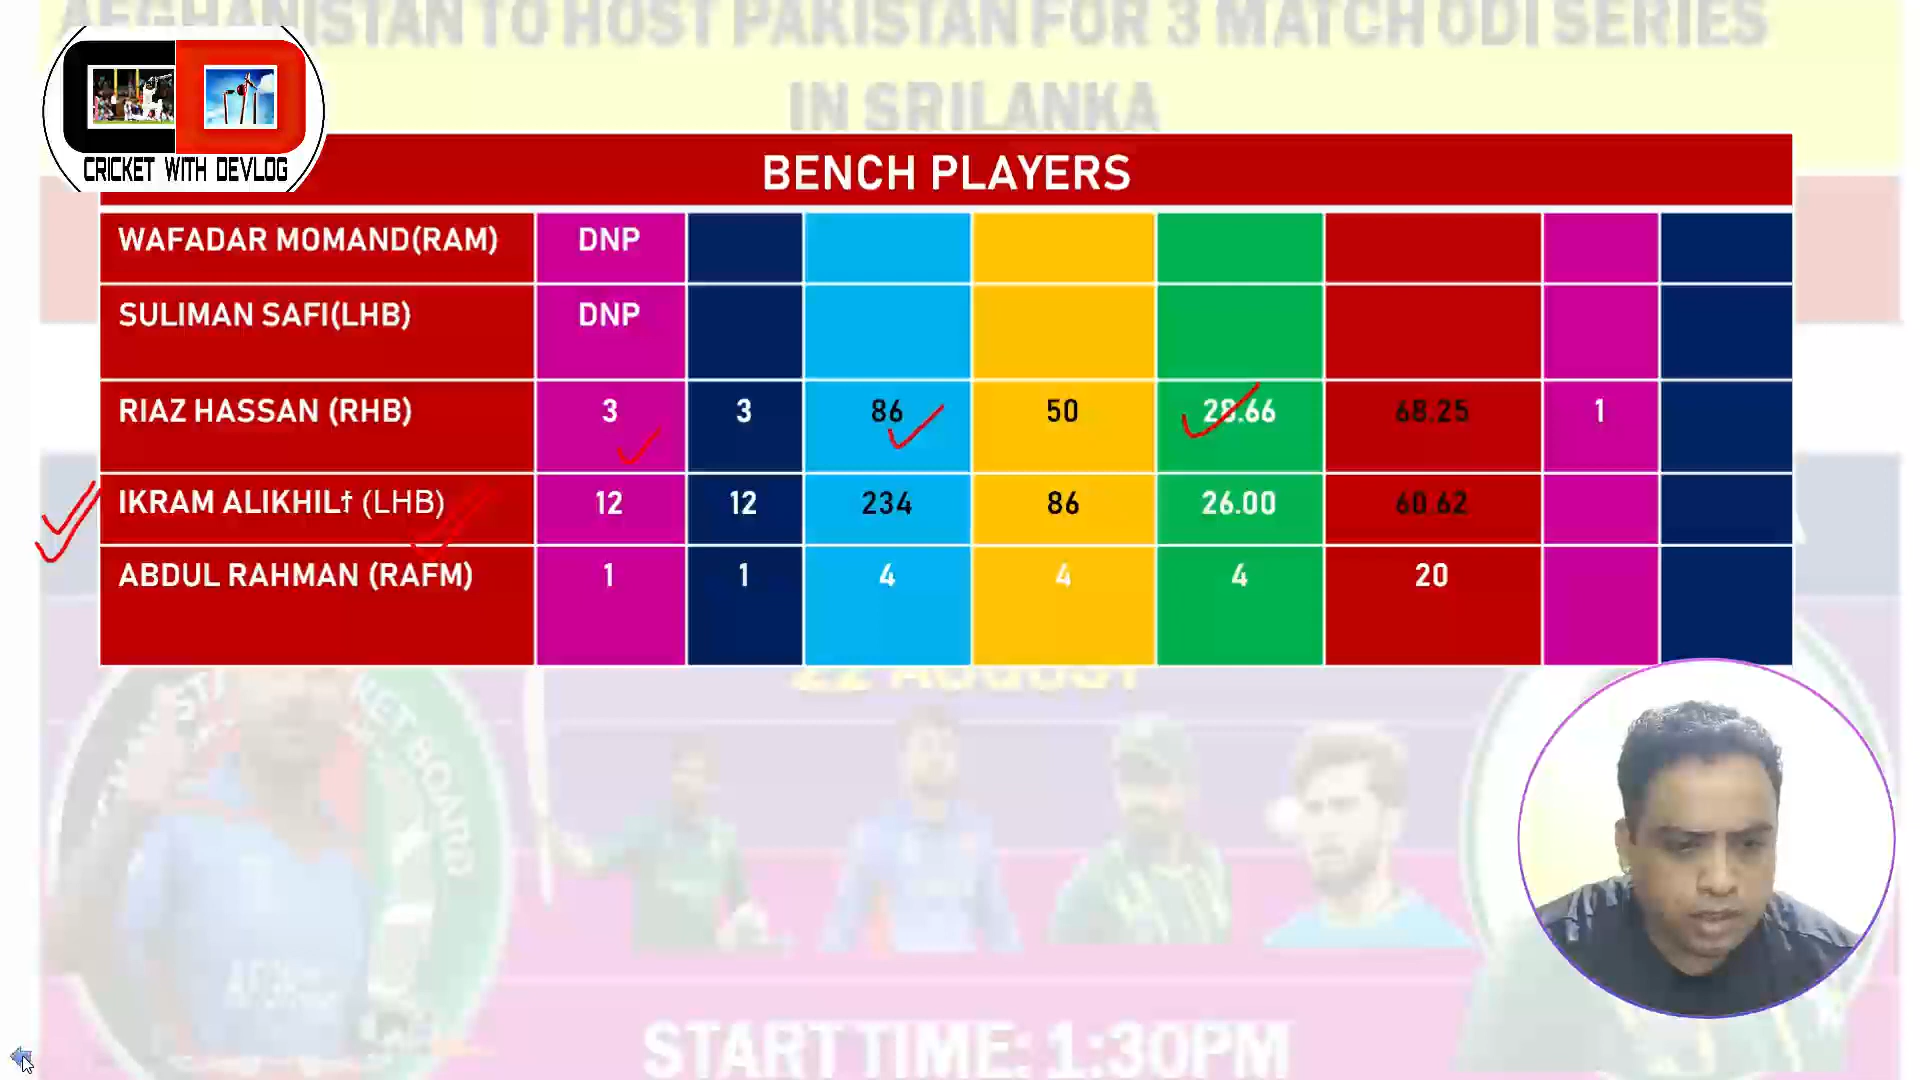 AFGHANISTAN TO HOST PAKISTAN FOR 3 MATCH ODI SERIES
IN SRILANKA
CRICKET WITH DEVLOG
BENCH PLAYERS
WAFADAR MOMAND(RAM) DNP
SULIMAN SAFI(LHB) DNP
RIAZ HASSAN (RHB) 3 3 86 50 28.66 68.25 1
IKRAM ALIKHIL† (LHB) 12 12 234 86 26.00 60.62
ABDUL RAHMAN (RAFM) 1 1 4 4 4 20
22 AUGUST
BOARD
START TIME: 1:30PM